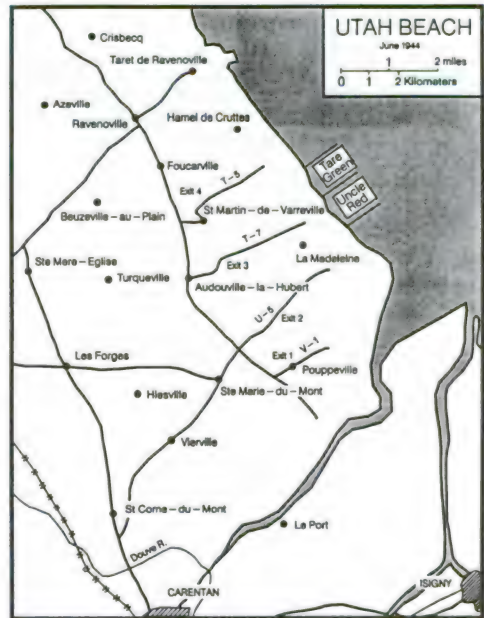 UTAH BEACH
June 1944
1 2 miles
0 1 2 Kilometers
Crisbecq
Taret de Ravenoville
Azeville
Ravenoville
Hamel de Cruttes
Tare
Green
Uncle
Red
Foucarville
T-5
Exit 4
Beuzeville-au-Plain
St Martin-de-Varreville
T-7
Ste Mere-Eglise
Exit 3
La Madeleine
Turqueville
Audouville-la-Hubert
U-5
Exit 2
Les Forges
Exit 1
V-1
Pouppeville
Ste Marie-du-Mont
Hiesville
Vierville
St Come-du-Mont
Le Port
Douve R.
CARENTAN
ISIGNY